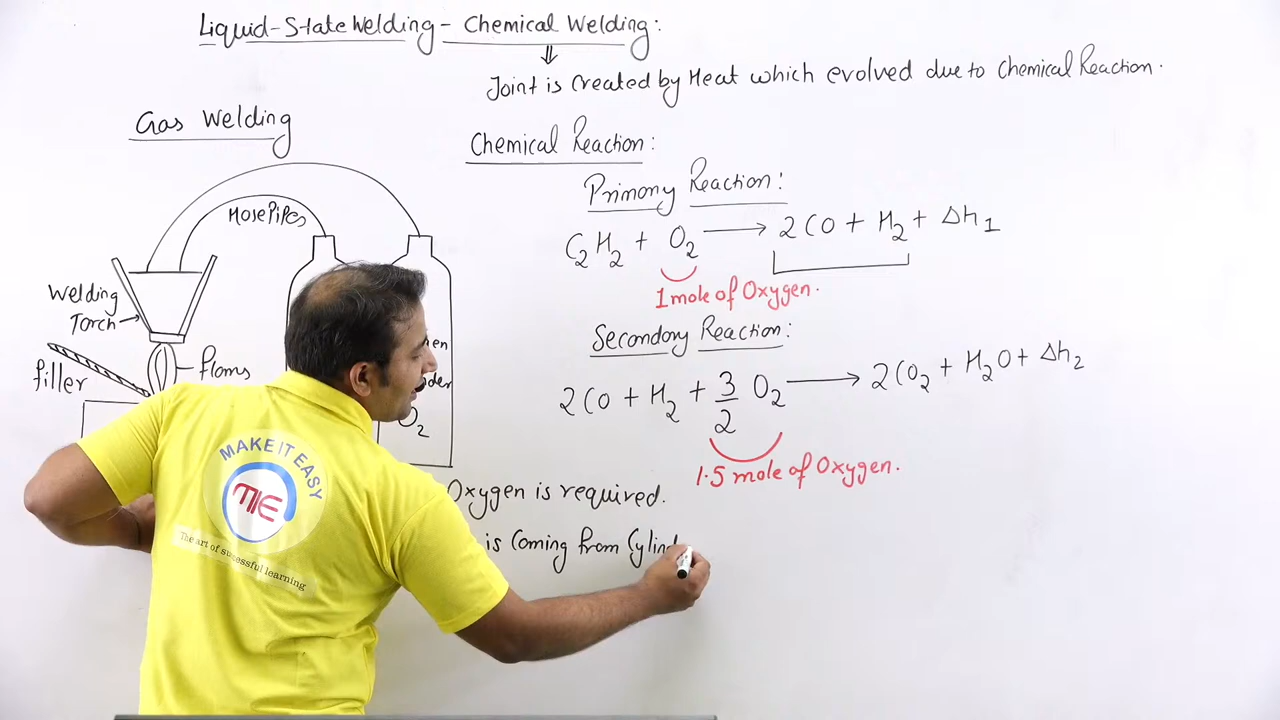 Liquid-State Welding - Chemical Welding:
⇓
Joint is Created by Heat which evolved due to Chemical Reaction.
Gas Welding
Hose Pipes
Welding
Torch →
filler
flame
O2
Chemical Reaction:
Primary Reaction:
C2H2 + O2 → 2CO + H2 + Δh1
1 mole of Oxygen.
Secondary Reaction:
2CO + H2 + 3/2 O2 → 2CO2 + H2O + Δh2
1.5 mole of Oxygen.
Oxygen is required.
is Coming from Cylind
MAKE IT EASY
MIE
The art of successful learning